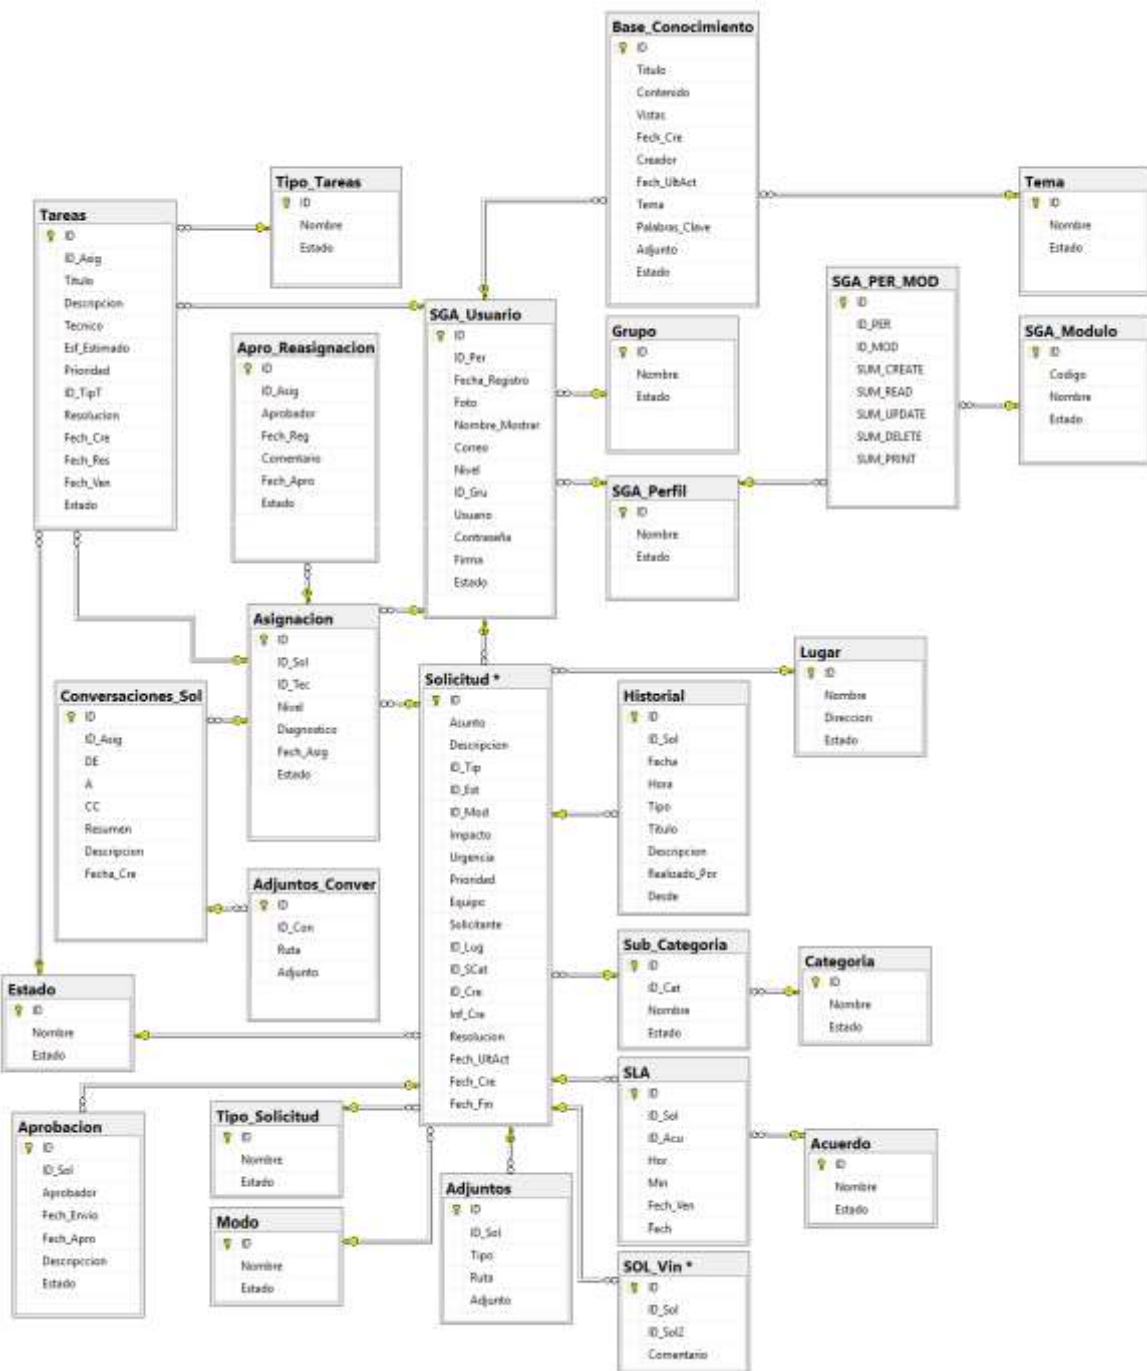 Base_Conocimiento
ID
Titulo
Contenido
Vistas
Fech_Cre
Creador
Fech_UltAct
Tema
Palabras_Clave
Adjunto
Estado
Tipo_Tareas
ID
Nombre
Estado
Tema
ID
Nombre
Estado
Tareas
ID
ID_Asig
Titulo
Descripcion
Tecnico
Esf_Estimado
Prioridad
ID_TipT
Resolucion
Fech_Cre
Fech_Res
Fech_Ven
Estado
SGA_PER_MOD
ID
ID_PER
ID_MOD
SUM_CREATE
SUM_READ
SUM_UPDATE
SUM_DELETE
SUM_PRINT
SGA_Usuario
ID
ID_Per
Fecha_Registro
Foto
Nombre_Mostrar
Correo
Nivel
ID_Gru
Usuario
Contraseña
Firma
Estado
Grupo
ID
Nombre
Estado
SGA_Modulo
ID
Codigo
Nombre
Estado
Apro_Reasignacion
ID
ID_Asig
Aprobador
Fech_Reg
Comentario
Fech_Apro
Estado
SGA_Perfil
ID
Nombre
Estado
Asignacion
ID
ID_Sol
ID_Tec
Nivel
Diagnostico
Fech_Asig
Estado
Lugar
ID
Nombre
Direccion
Estado
Solicitud *
ID
Asunto
Descripcion
ID_Tip
ID_Est
ID_Mod
Impacto
Urgencia
Prioridad
Equipo
Solicitante
ID_Lug
ID_SCat
ID_Cre
Inf_Cre
Resolucion
Fech_UltAct
Fech_Cre
Fech_Fin
Conversaciones_Sol
ID
ID_Asig
DE
A
CC
Resumen
Descripcion
Fecha_Cre
Historial
ID
ID_Sol
Fecha
Hora
Tipo
Titulo
Descripcion
Realizado_Por
Desde
Adjuntos_Conver
ID
ID_Con
Ruta
Adjunto
Sub_Categoria
ID
ID_Cat
Nombre
Estado
Categoria
ID
Nombre
Estado
Estado
ID
Nombre
Estado
SLA
ID
ID_Sol
ID_Acu
Hor
Min
Fech_Ven
Fech
Tipo_Solicitud
ID
Nombre
Estado
Aprobacion
ID
ID_Sol
Aprobador
Fech_Envio
Fech_Apro
Descripccion
Estado
Acuerdo
ID
Nombre
Estado
Adjuntos
ID
ID_Sol
Tipo
Ruta
Adjunto
Modo
ID
Nombre
Estado
SOL_Vin *
ID
ID_Sol
ID_Sol2
Comentario